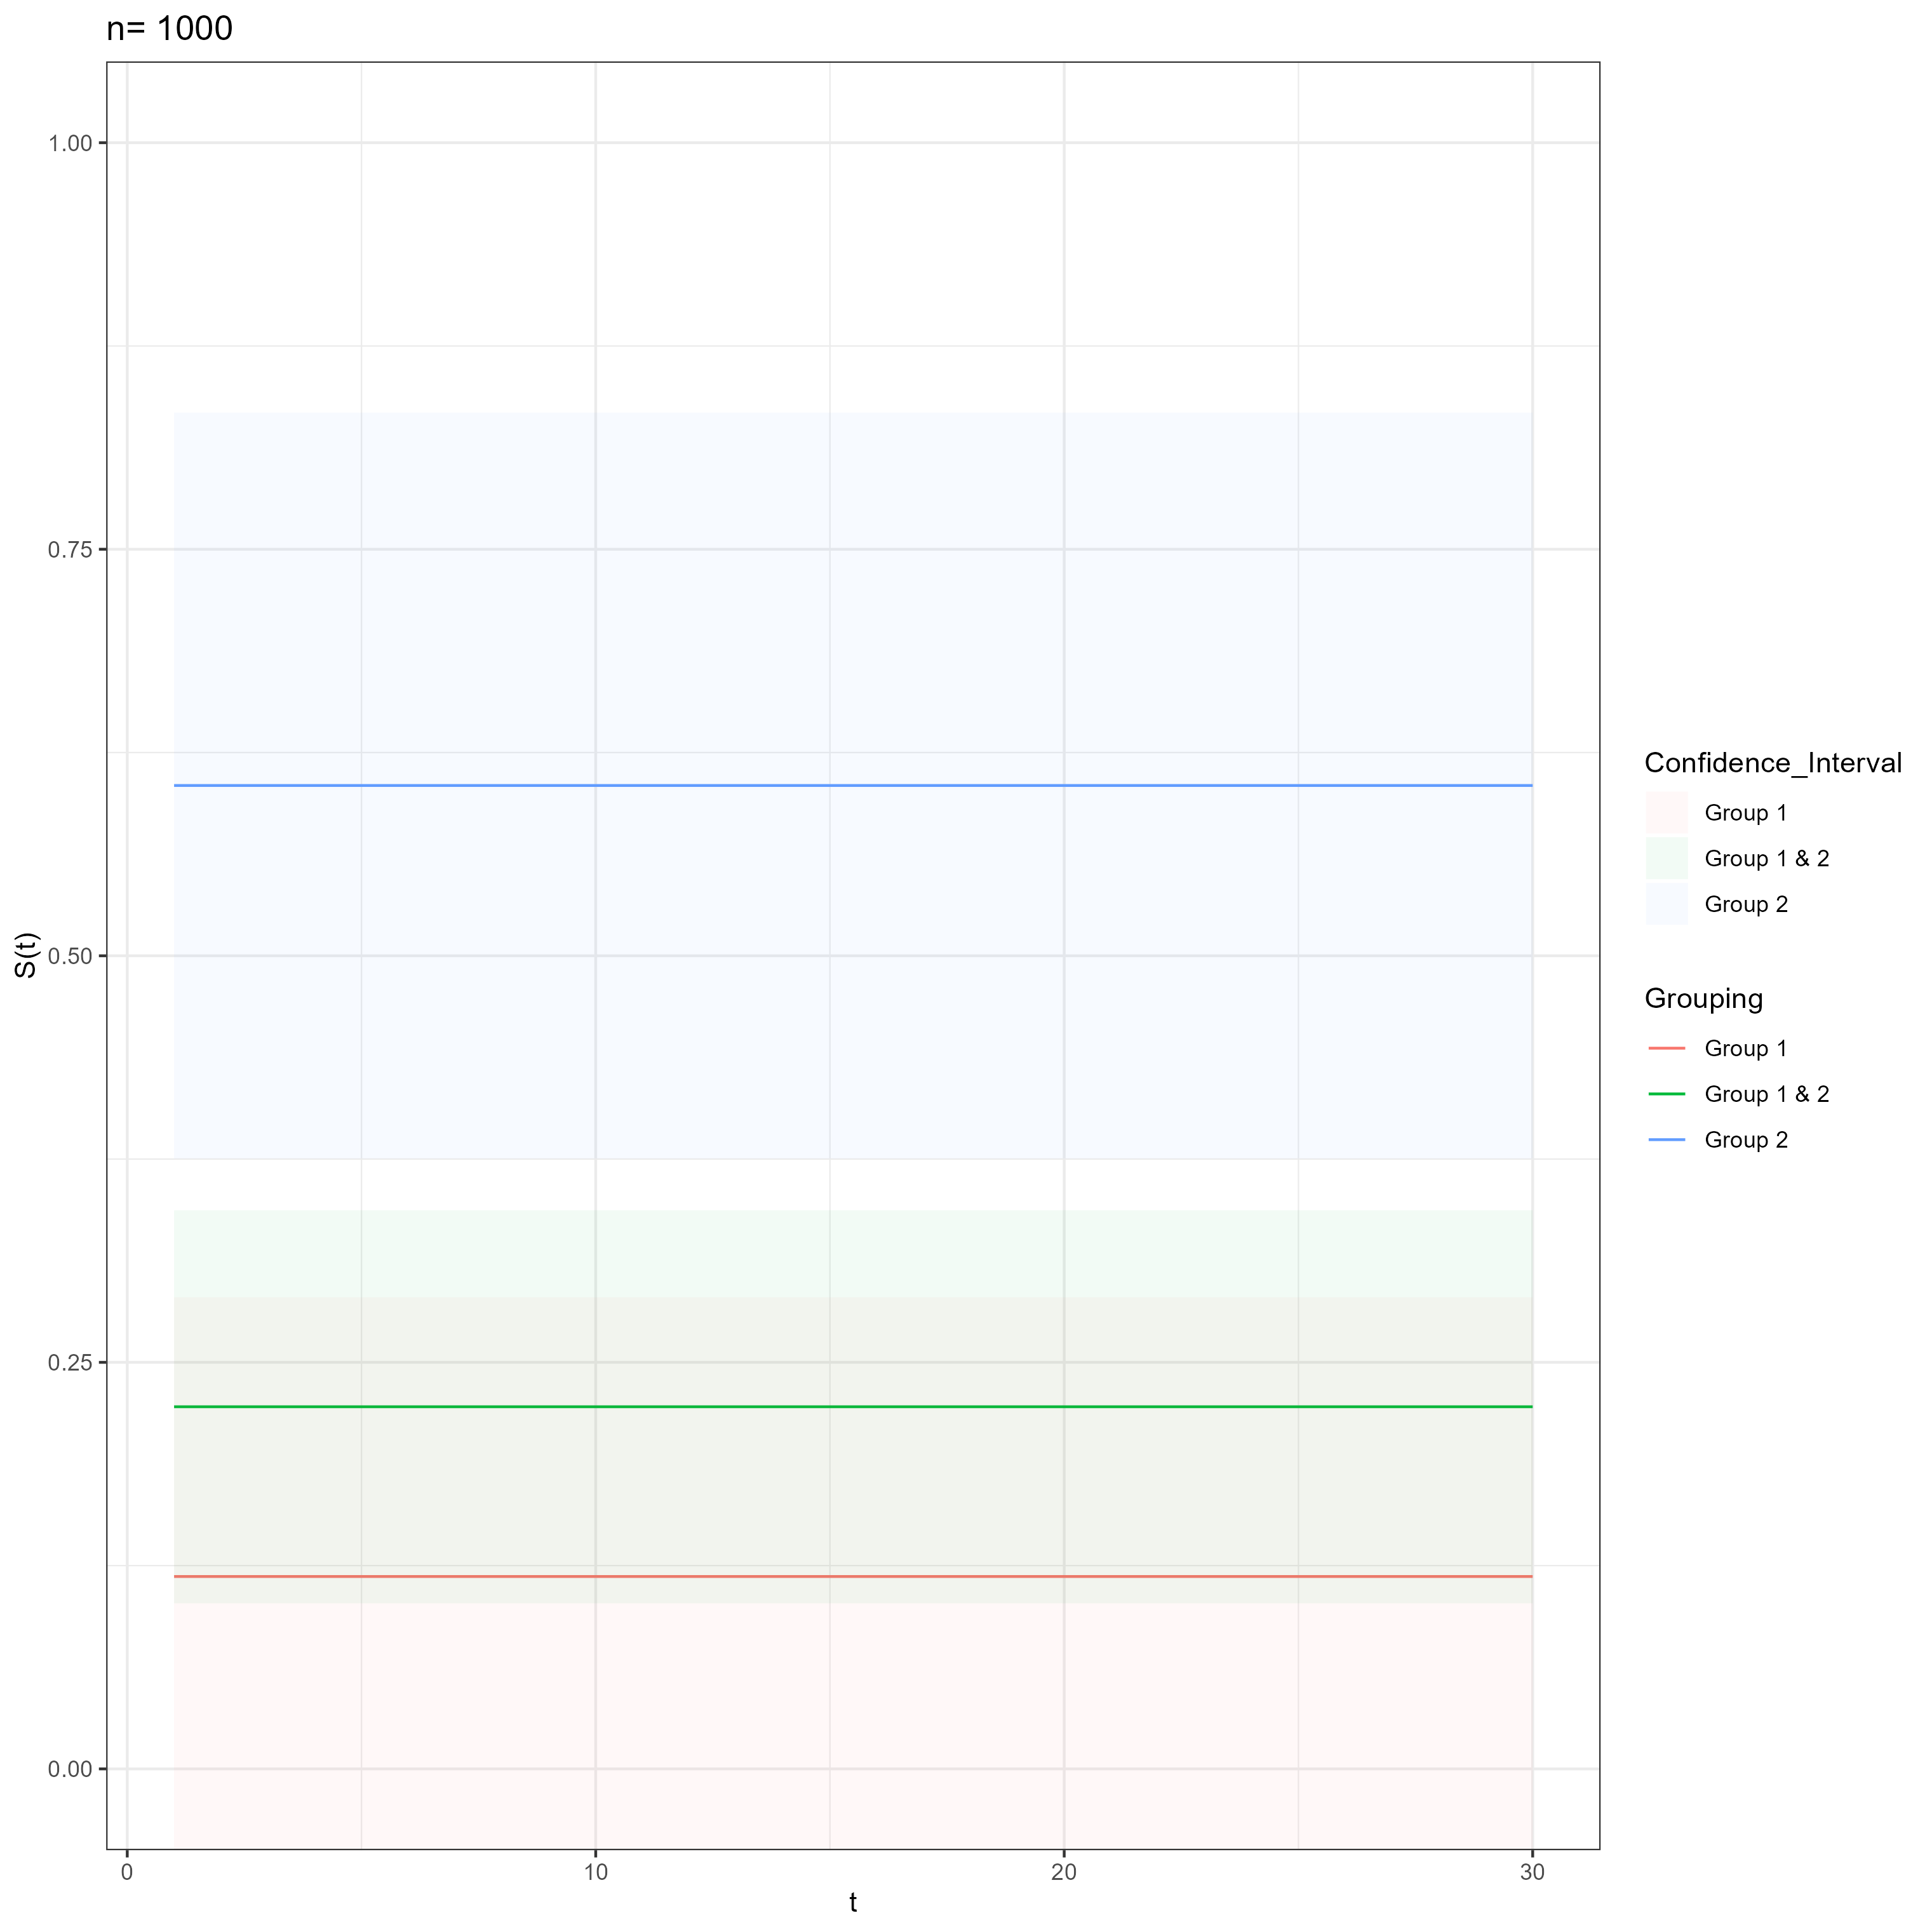 n= 1000
1.00
0.75
0.50
0.25
0.00
S(t)
0 10 20 30
t
Confidence_Interval
Group 1
Group 1 & 2
Group 2
Grouping
Group 1
Group 1 & 2
Group 2